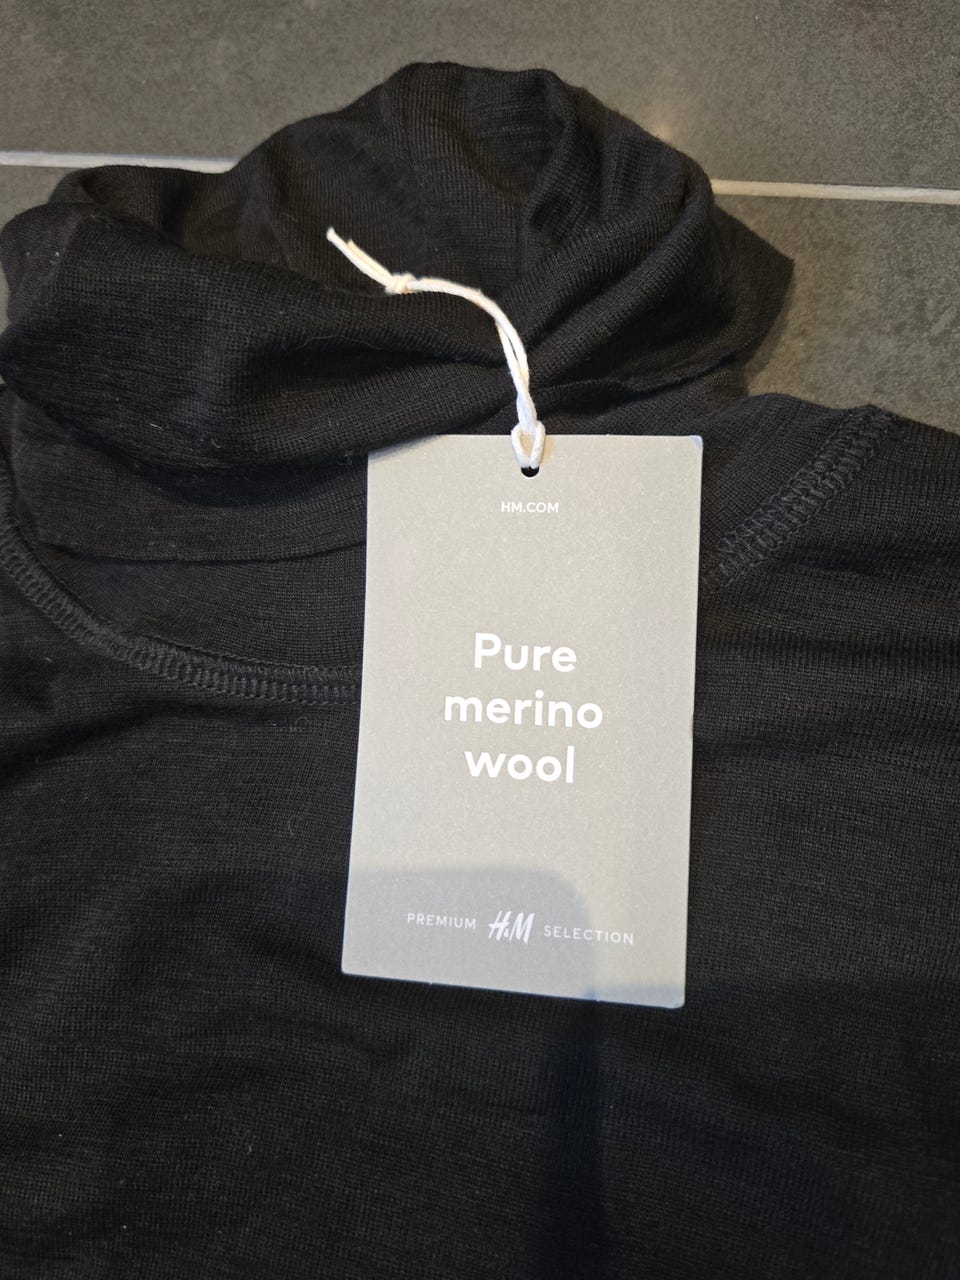 HM.COM
Pure
merino
wool
PREMIUM H&M SELECTION